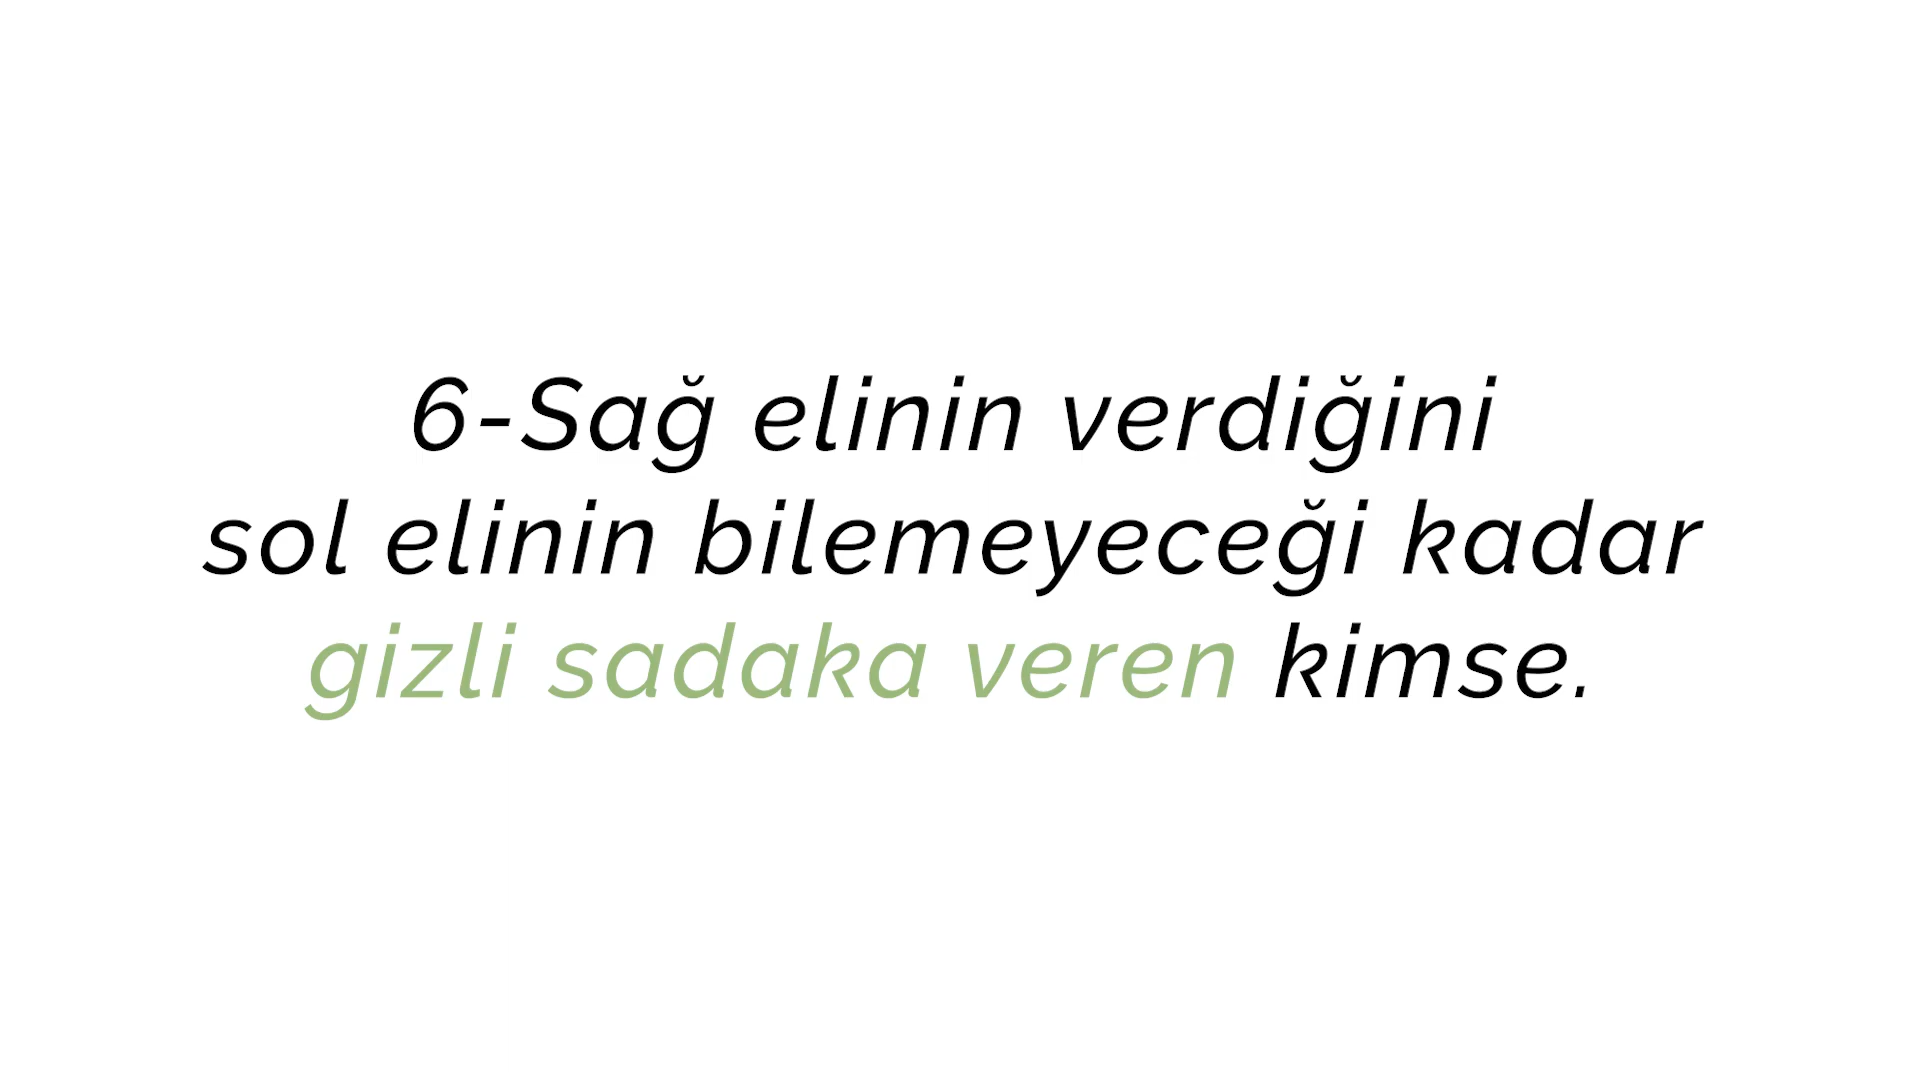 6-Sağ elinin verdiğini
sol elinin bilemeyeceği kadar
gizli sadaka veren kimse.